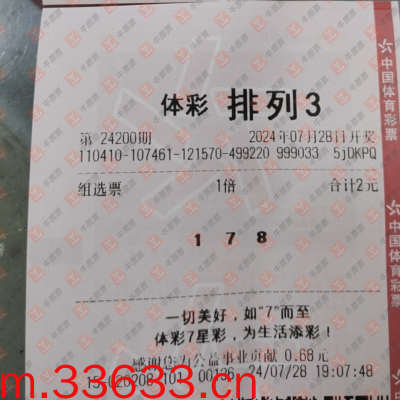 体彩 排列3
第 24200期 2024年07月28日开奖
110410-107461-121570-499220 999033 5jOKPQ
组选票 1倍 合计2元
1 7 8
一切美好，如"7"而至
体彩7星彩，为生活添彩！
感谢您为公益事业贡献 0.68元
24/07/28 19:07:48
m.33633.cn
中国体育彩票
中国体育彩票